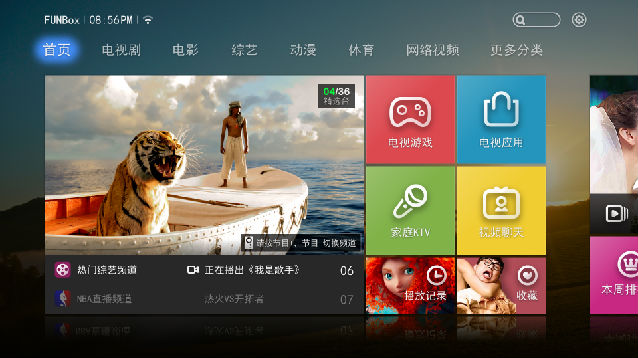 FUNBox | 08:56PM |
首页 电视剧 电影 综艺 动漫 体育 网络视频 更多分类
04/36
精选台
电视游戏
电视应用
家庭KTV
视频聊天
请按节目+、节目-切换频道
热门综艺频道 正在播出《我是歌手》 06
NBA直播频道 热火VS开拓者 07
播放记录
收藏
本周排